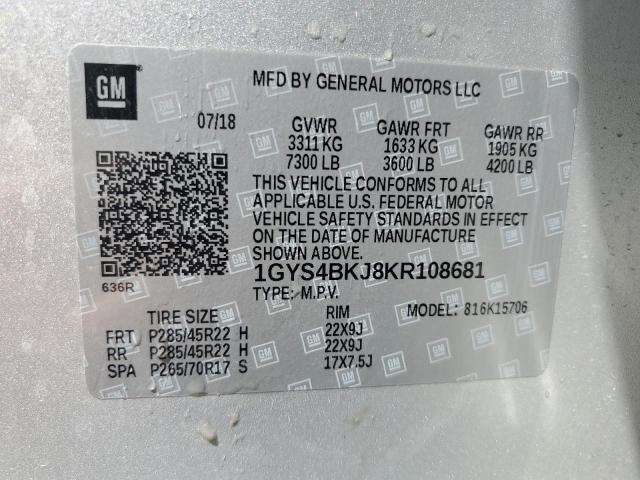 GM
MFD BY GENERAL MOTORS LLC
07/18
GVWR GAWR FRT GAWR RR
3311 KG 1633 KG 1905 KG
7300 LB 3600 LB 4200 LB
THIS VEHICLE CONFORMS TO ALL
APPLICABLE U.S. FEDERAL MOTOR
VEHICLE SAFETY STANDARDS IN EFFECT
ON THE DATE OF MANUFACTURE
SHOWN ABOVE.
1GYS4BKJ8KR108681
636R
TYPE: M.P.V.
MODEL: 816K15706
TIRE SIZE RIM
FRT P285/45R22 H 22X9J
RR P285/45R22 H 22X9J
SPA P265/70R17 S 17X7.5J